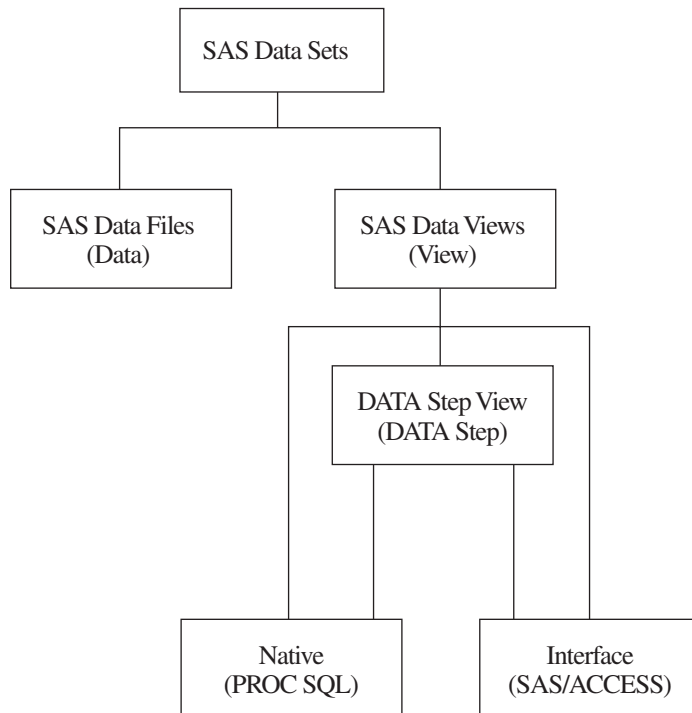 SAS Data Sets
SAS Data Files
(Data)
SAS Data Views
(View)
DATA Step View
(DATA Step)
Native
(PROC SQL)
Interface
(SAS/ACCESS)